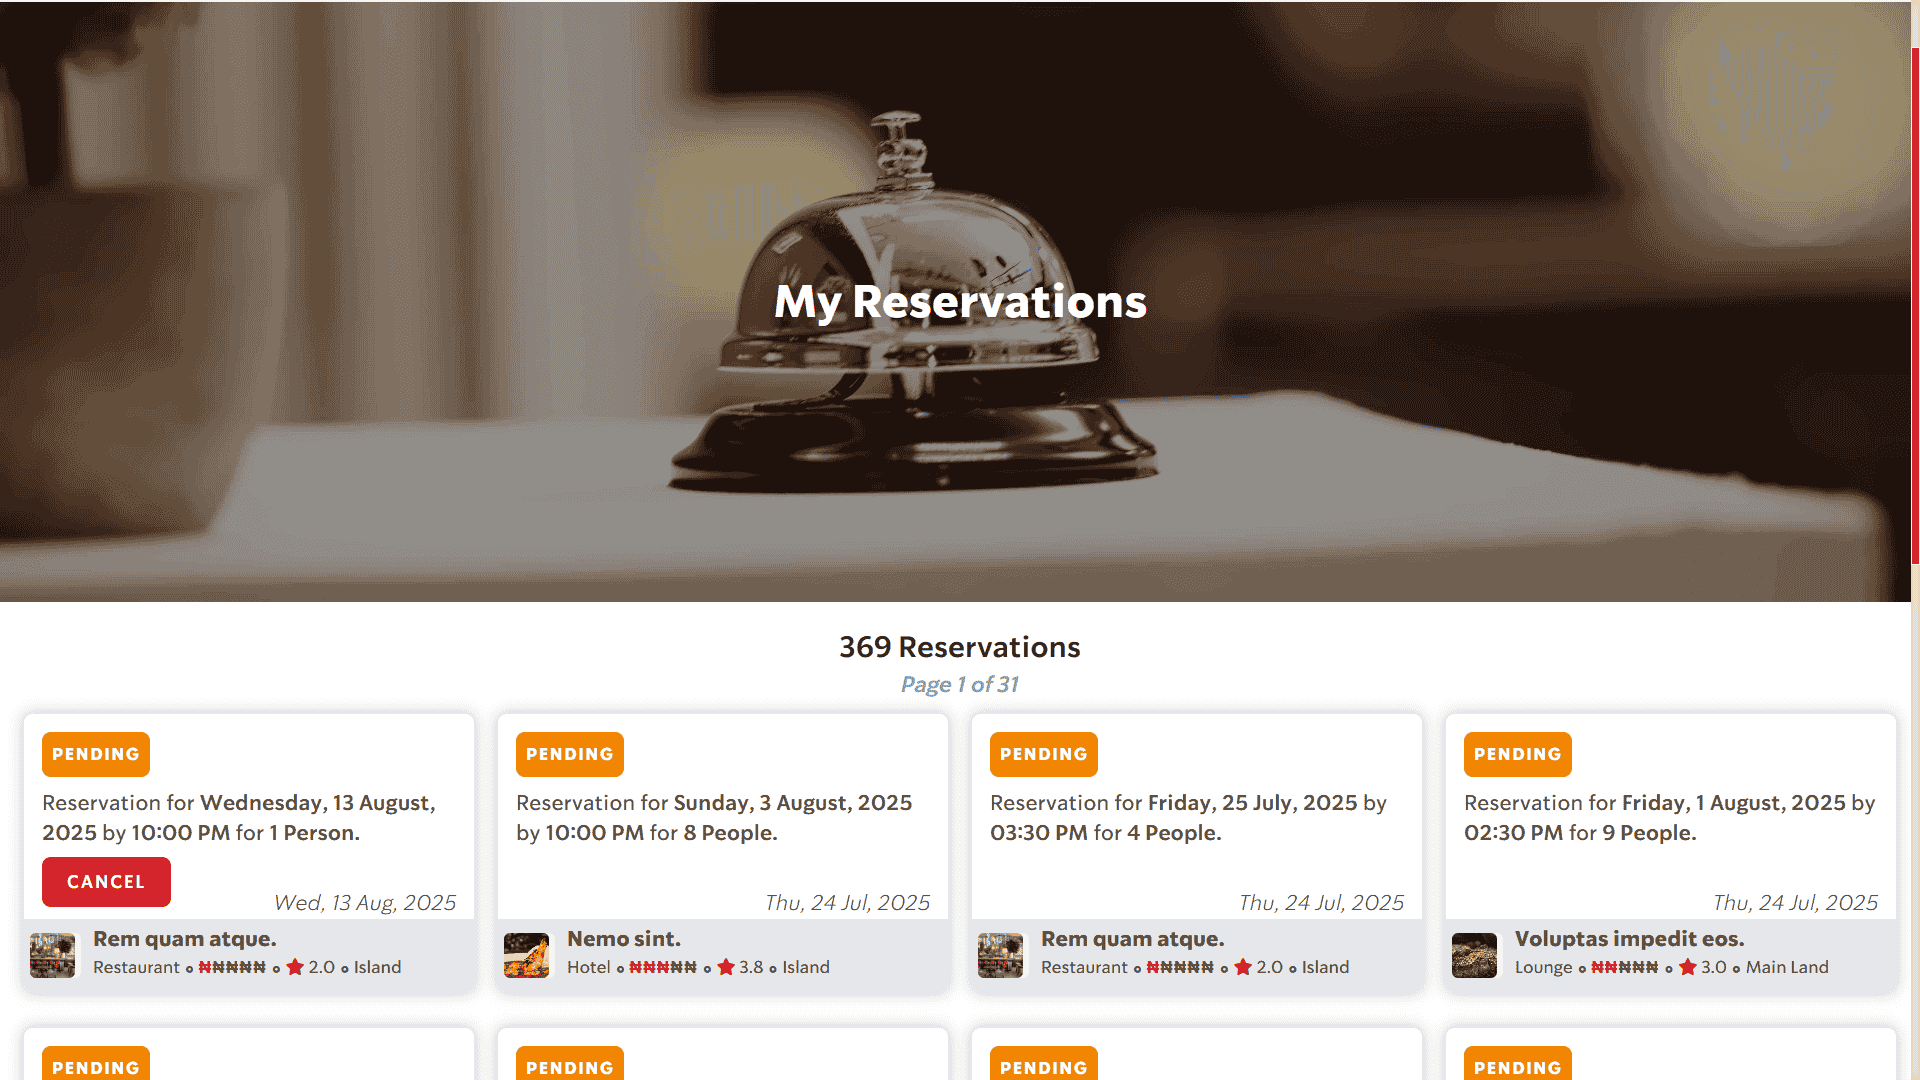 My Reservations
369 Reservations
Page 1 of 31
PENDING
Reservation for Wednesday, 13 August,
2025 by 10:00 PM for 1 Person.
CANCEL
Wed, 13 Aug, 2025
Rem quam atque.
Restaurant ₦₦₦₦₦ 2.0 Island
PENDING
Reservation for Sunday, 3 August, 2025
by 10:00 PM for 8 People.
Thu, 24 Jul, 2025
Nemo sint.
Hotel ₦₦₦₦₦ 3.8 Island
PENDING
Reservation for Friday, 25 July, 2025 by
03:30 PM for 4 People.
Thu, 24 Jul, 2025
Rem quam atque.
Restaurant ₦₦₦₦₦ 2.0 Island
PENDING
Reservation for Friday, 1 August, 2025 by
02:30 PM for 9 People.
Thu, 24 Jul, 2025
Voluptas impedit eos.
Lounge ₦₦₦₦₦ 3.0 Main Land
PENDING
PENDING
PENDING
PENDING